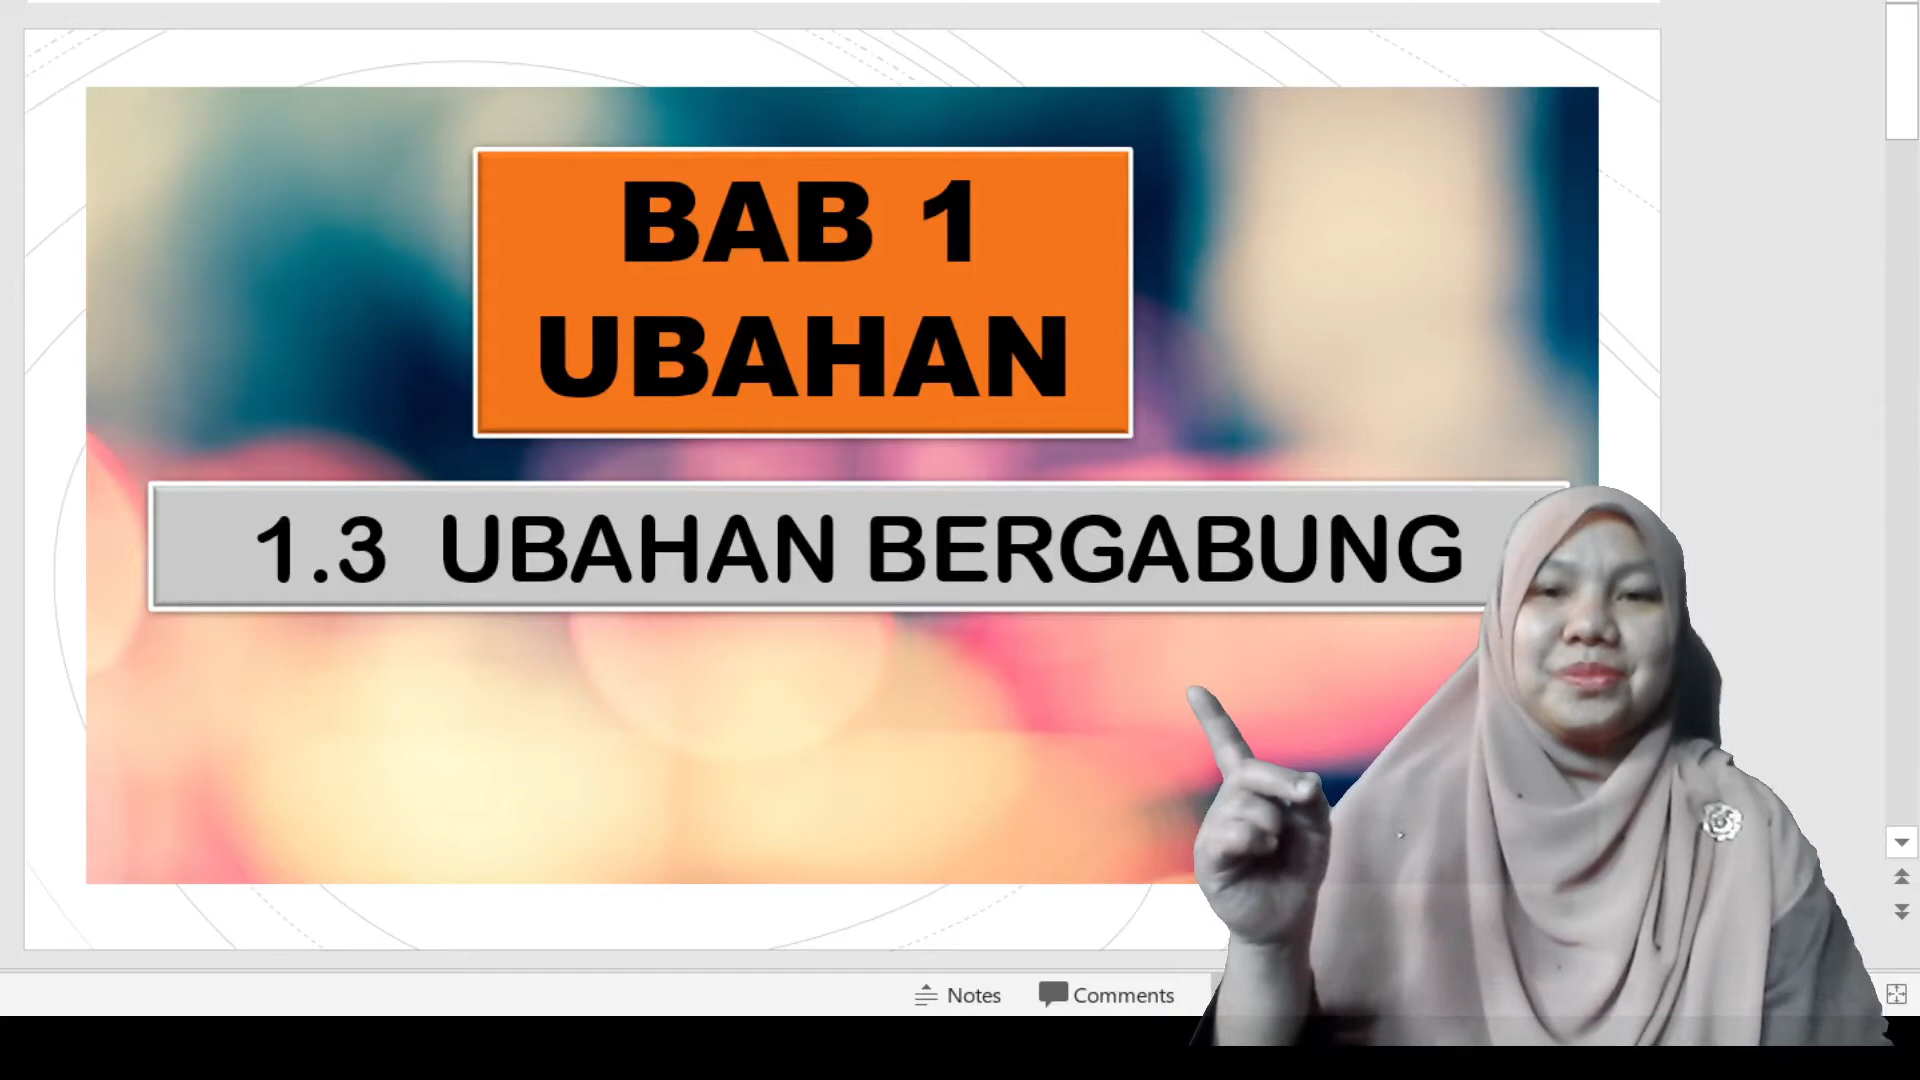 BAB 1
UBAHAN
1.3 UBAHAN BERGABUNG
Notes
Comments